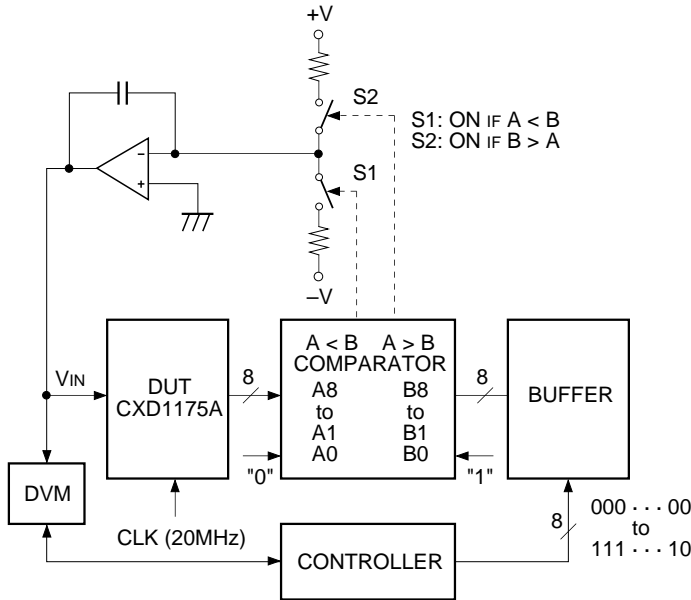 +V
S2
S1: ON IF A < B
S2: ON IF B > A
–
+
S1
–V
A < B A > B
COMPARATOR
A8 B8
to to
A1 B1
A0 B0
VIN
DUT
CXD1175A
8
8
BUFFER
"0"
"1"
DVM
CLK (20MHz)
CONTROLLER
8
000 · · · 00
to
111 · · · 10